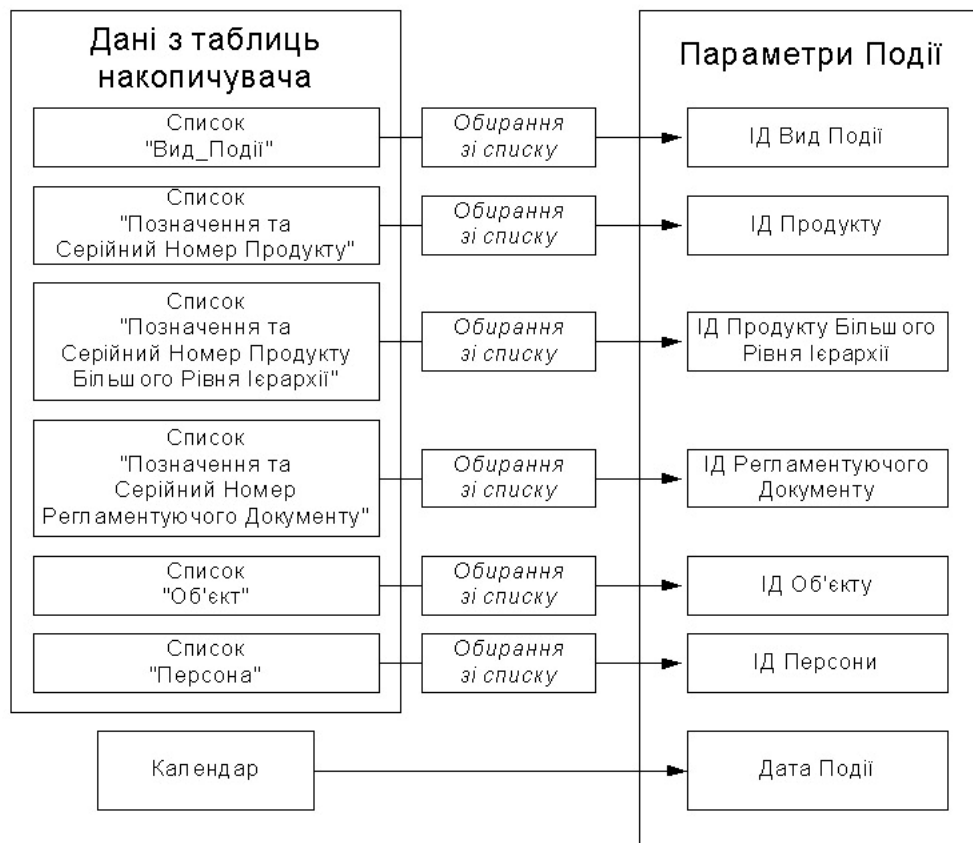 Дані з таблиць
накопичувача
Параметри Події
Список
"Вид_Події"
Обирання
зі списку
ІД Вид Події
Список
"Позначення та
Серійний Номер Продукту"
Обирання
зі списку
ІД Продукту
Список
"Позначення та
Серійний Номер Продукту
Більшого Рівня Ієрархії"
Обирання
зі списку
ІД Продукту Більшого
Рівня Ієрархії
Список
"Позначення та
Серійний Номер
Регламентуючого Документу"
Обирання
зі списку
ІД Регламентуючого
Документу
Список
"Об'єкт"
Обирання
зі списку
ІД Об'єкту
Список
"Персона"
Обирання
зі списку
ІД Персони
Календар
Дата Події